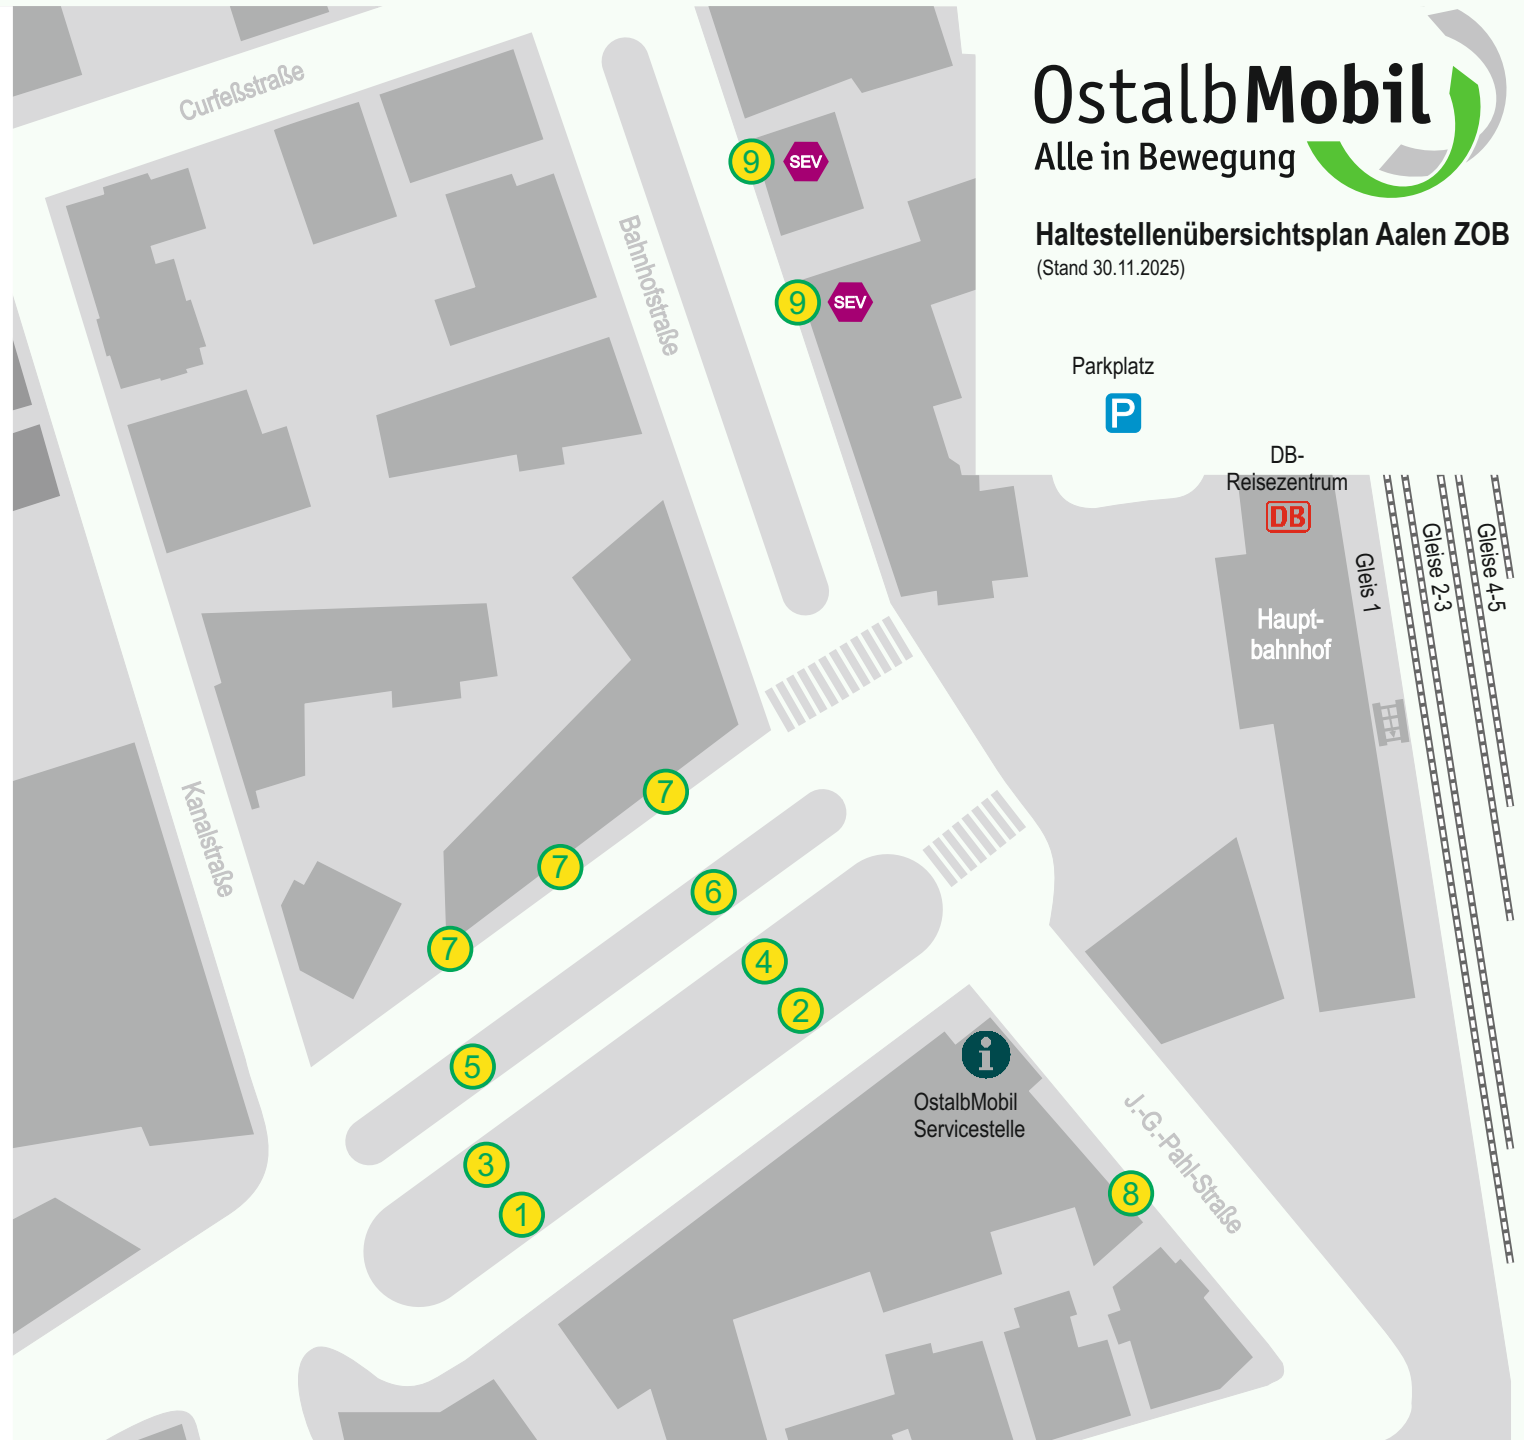 OstalbMobil
Alle in Bewegung
Haltestellenübersichtsplan Aalen ZOB
(Stand 30.11.2025)
Curfeßstraße
9 SEV
Bahnhofstraße
9 SEV
Parkplatz
P
DB-
Reisezentrum
DB
Gleis 1
Gleise 2-3
Gleise 4-5
Haupt-
bahnhof
Kanalstraße
7
7
6
7
4
2
i
5
OstalbMobil
Servicestelle
J.-G.-Pahl-Straße
3
8
1